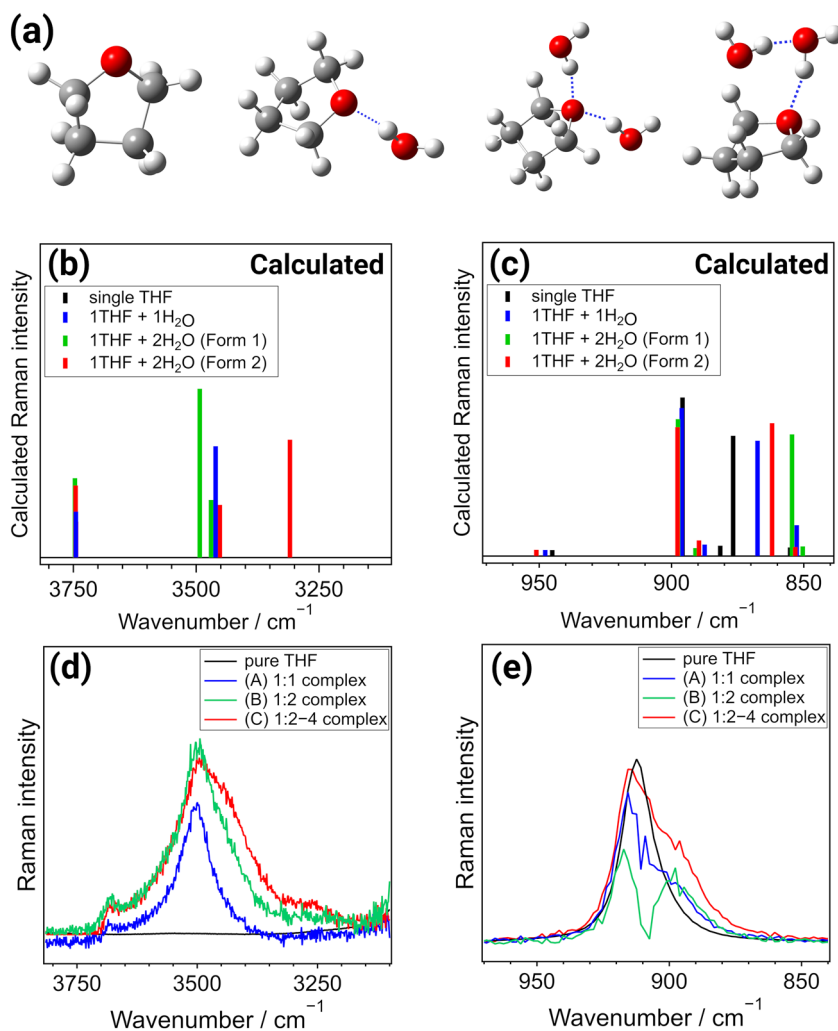 (a)
(b)
Calculated
single THF
1THF + 1H₂O
1THF + 2H₂O (Form 1)
1THF + 2H₂O (Form 2)
Calculated Raman intensity
3750 3500 3250
Wavenumber / cm⁻¹
(c)
Calculated
single THF
1THF + 1H₂O
1THF + 2H₂O (Form 1)
1THF + 2H₂O (Form 2)
Calculated Raman intensity
950 900 850
Wavenumber / cm⁻¹
(d)
pure THF
(A) 1:1 complex
(B) 1:2 complex
(C) 1:2−4 complex
Raman intensity
3750 3500 3250
Wavenumber / cm⁻¹
(e)
pure THF
(A) 1:1 complex
(B) 1:2 complex
(C) 1:2−4 complex
Raman intensity
950 900 850
Wavenumber / cm⁻¹